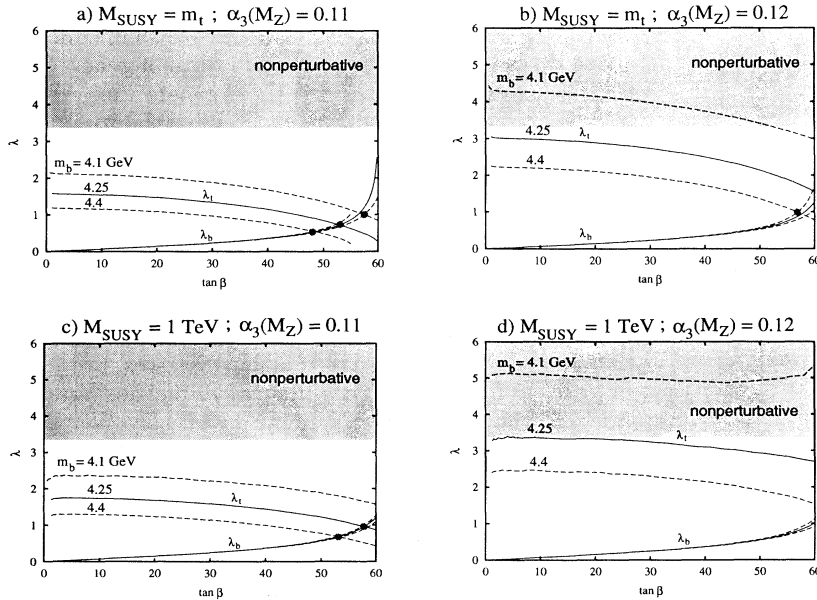 a) M_SUSY = m_t ; α_3(M_Z) = 0.11
6
5
4
3
2
1
0
λ
nonperturbative
m_b = 4.1 GeV
4.25
4.4
λ_t
λ_b
0 10 20 30 40 50 60
tan β
b) M_SUSY = m_t ; α_3(M_Z) = 0.12
6
5
4
3
2
1
0
λ
nonperturbative
m_b = 4.1 GeV
4.25
4.4
λ_t
λ_b
0 10 20 30 40 50 60
tan β
c) M_SUSY = 1 TeV ; α_3(M_Z) = 0.11
6
5
4
3
2
1
0
λ
nonperturbative
m_b = 4.1 GeV
4.25
4.4
λ_t
λ_b
0 10 20 30 40 50 60
tan β
d) M_SUSY = 1 TeV ; α_3(M_Z) = 0.12
6
5
4
3
2
1
0
λ
m_b = 4.1 GeV
nonperturbative
4.25
4.4
λ_t
λ_b
0 10 20 30 40 50 60
tan β